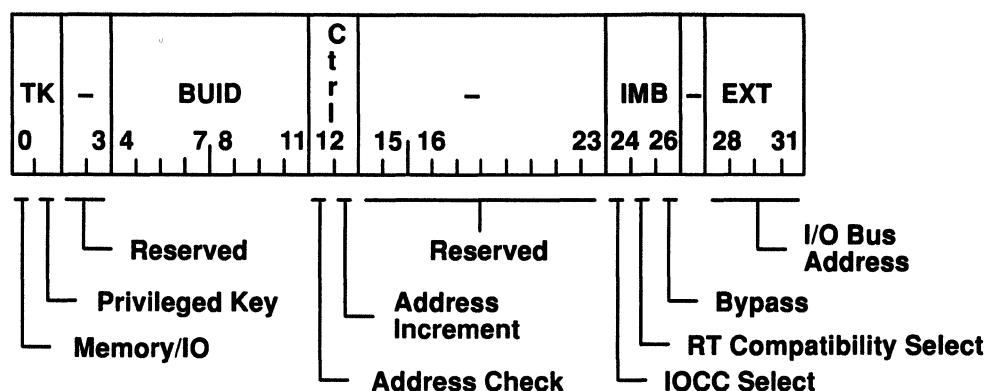 Ctrl
TK – BUID – IMB – EXT
0 3 4 7 8 11 12 15 16 23 24 26 28 31
Reserved
Privileged Key
Memory/IO
Reserved
Address
Increment
Address Check
I/O Bus
Address
Bypass
RT Compatibility Select
IOCC Select